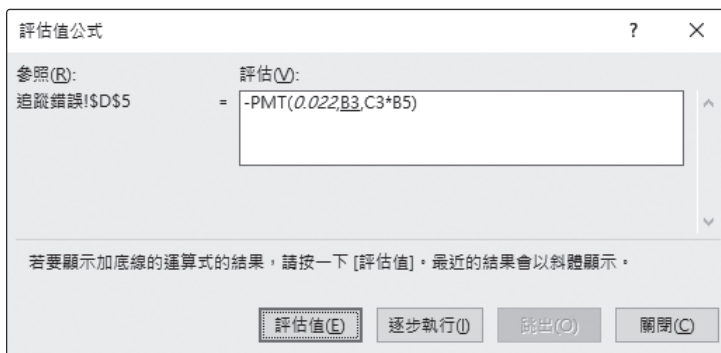 評估值公式 ? ×
參照(R): 評估(V):
追蹤錯誤!$D$5 = -PMT(0.022,B3,C3*B5)
若要顯示加底線的運算式的結果，請按一下 [評估值]。最近的結果會以斜體顯示。
評估值(E) 逐步執行(I) 跳出(O) 關閉(C)